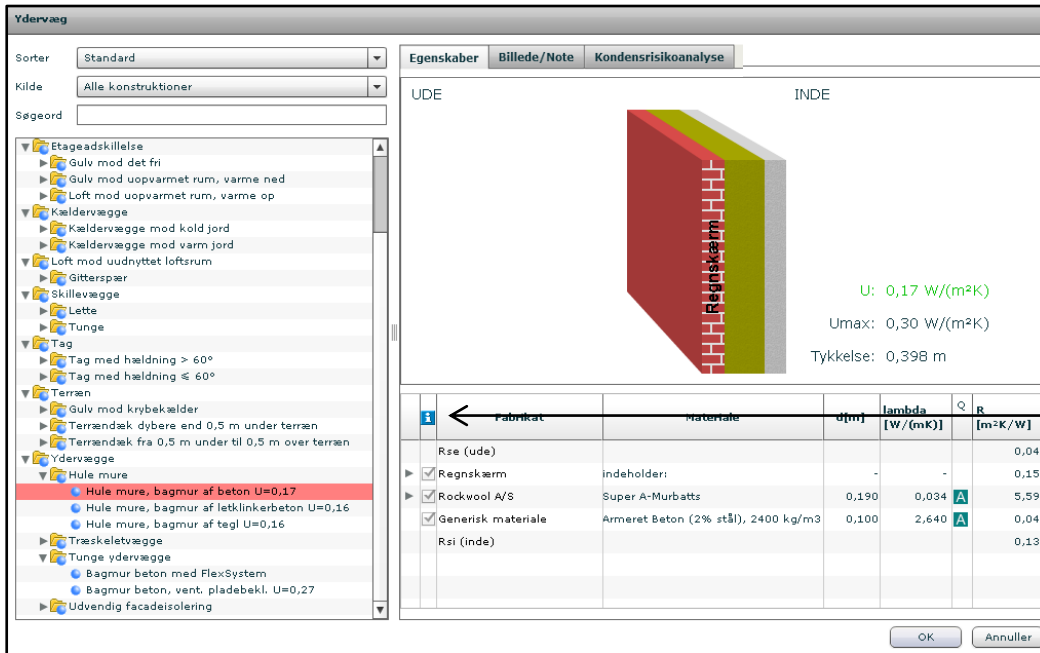 Ydervæg
Sorter Standard
Kilde Alle konstruktioner
Søgeord
Etageadskillelse
Gulv mod det fri
Gulv mod uopvarmet rum, varme ned
Loft mod uopvarmet rum, varme op
Kældervægge
Kældervægge mod kold jord
Kældervægge mod varm jord
Loft mod uudnyttet loftsrum
Gitterspær
Skillevægge
Lette
Tunge
Tag
Tag med hældning > 60°
Tag med hældning ≤ 60°
Terræn
Gulv mod krybekælder
Terrændæk dybere end 0,5 m under terræn
Terrændæk fra 0,5 m under til 0,5 m over terræn
Ydervægge
Hule mure
Hule mure, bagmur af beton U=0,17
Hule mure, bagmur af letklinkerbeton U=0,16
Hule mure, bagmur af tegl U=0,16
Træskeletvægge
Tunge ydervægge
Bagmur beton med FlexSystem
Bagmur beton, vent. pladebekl. U=0,27
Udvendig facadeisolering
Egenskaber Billede/Note Kondensrisikoanalyse
UDE INDE
Regnskærm
U: 0,17 W/(m²K)
Umax: 0,30 W/(m²K)
Tykkelse: 0,398 m
i Fabrikat Materiale d[m] lambda [W/(mK)] Q R [m²K/W]
Rse (ude) 0,04
Regnskærm indeholder: - - 0,15
Rockwool A/S Super A-Murbatts 0,190 0,034 A 5,59
Generisk materiale Armeret Beton (2% stål), 2400 kg/m3 0,100 2,640 A 0,04
Rsi (inde) 0,13
OK Annuller